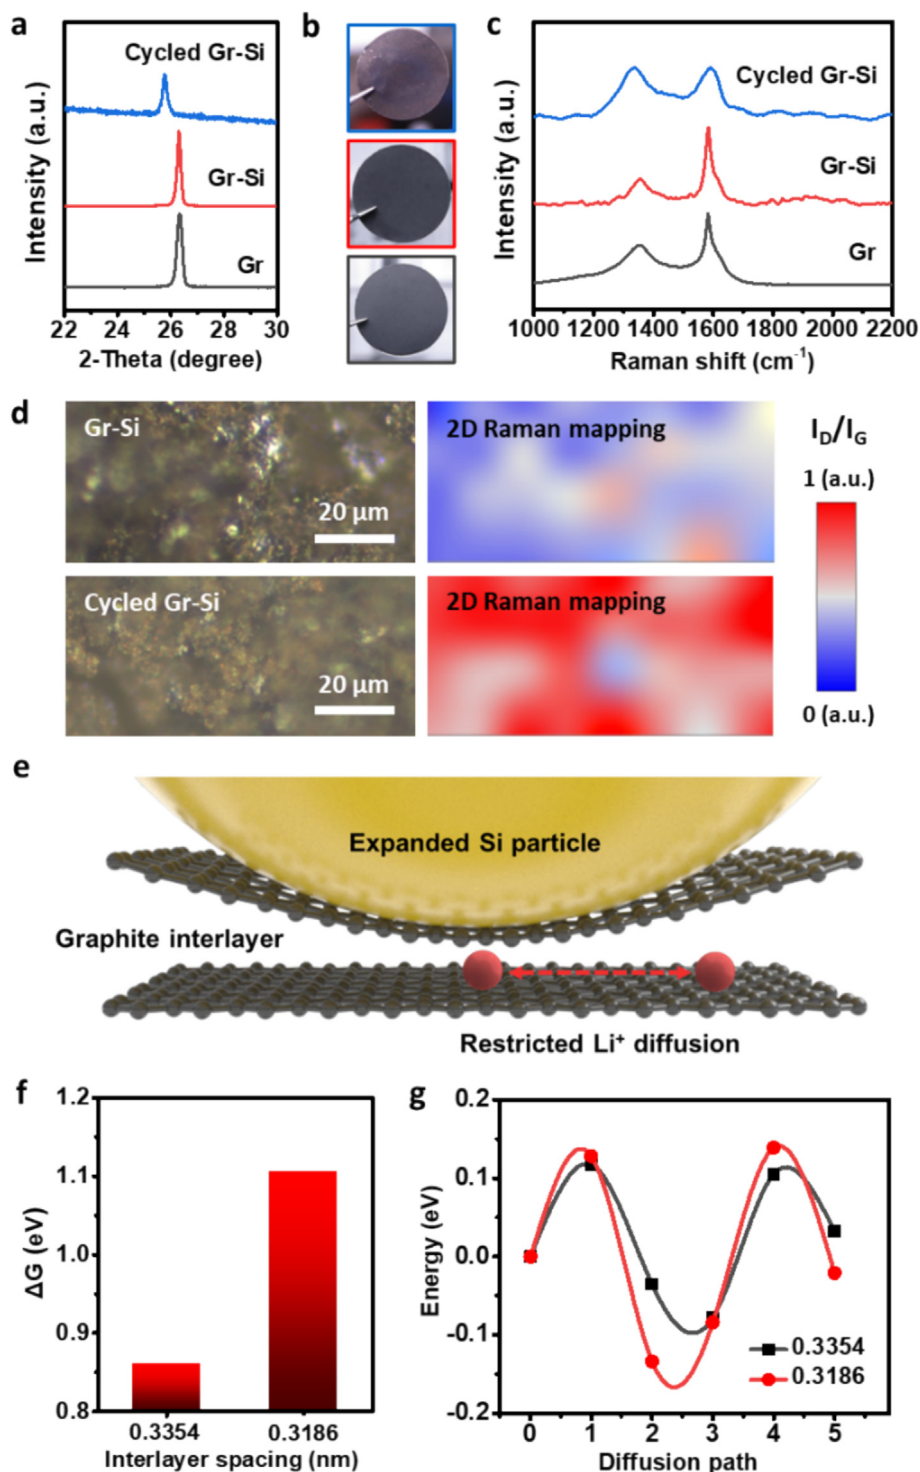 a
Cycled Gr-Si
Gr-Si
Gr
Intensity (a.u.)
22 24 26 28 30
2-Theta (degree)
b
c
Cycled Gr-Si
Gr-Si
Gr
Intensity (a.u.)
1000 1200 1400 1600 1800 2000 2200
Raman shift (cm⁻¹)
d
Gr-Si
20 μm
2D Raman mapping
I_D/I_G
1 (a.u.)
0 (a.u.)
Cycled Gr-Si
20 μm
2D Raman mapping
e
Expanded Si particle
Graphite interlayer
Restricted Li⁺ diffusion
f
1.2
1.1
1.0
0.9
0.8
ΔG (eV)
0.3354 0.3186
Interlayer spacing (nm)
g
0.2
0.1
0.0
-0.1
-0.2
Energy (eV)
0.3354
0.3186
0 1 2 3 4 5
Diffusion path